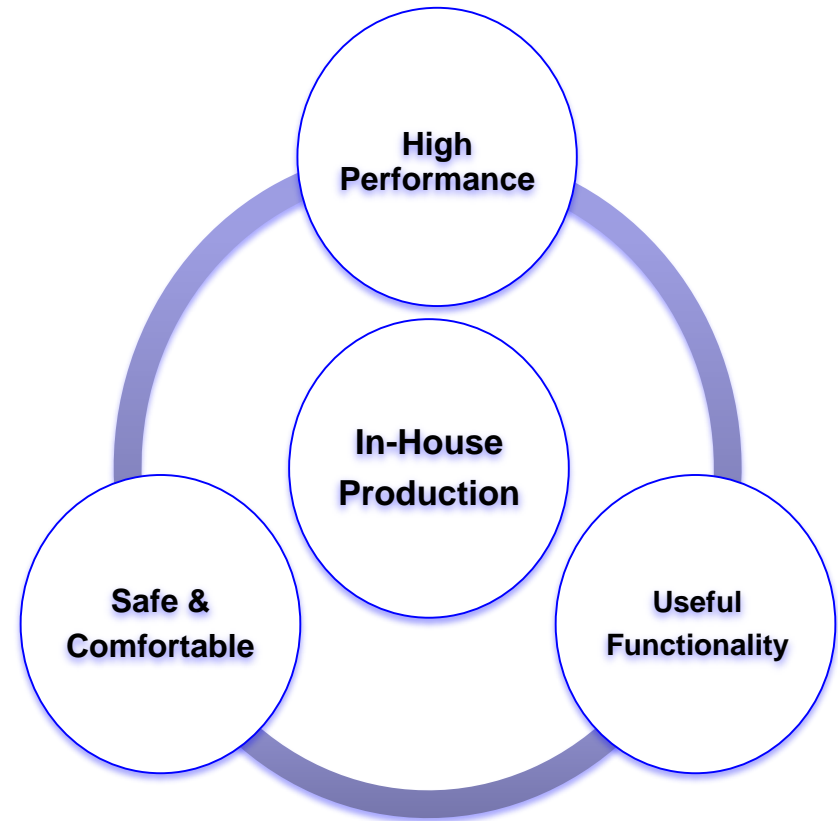 High
Performance
In-House
Production
Safe &
Comfortable
Useful
Functionality